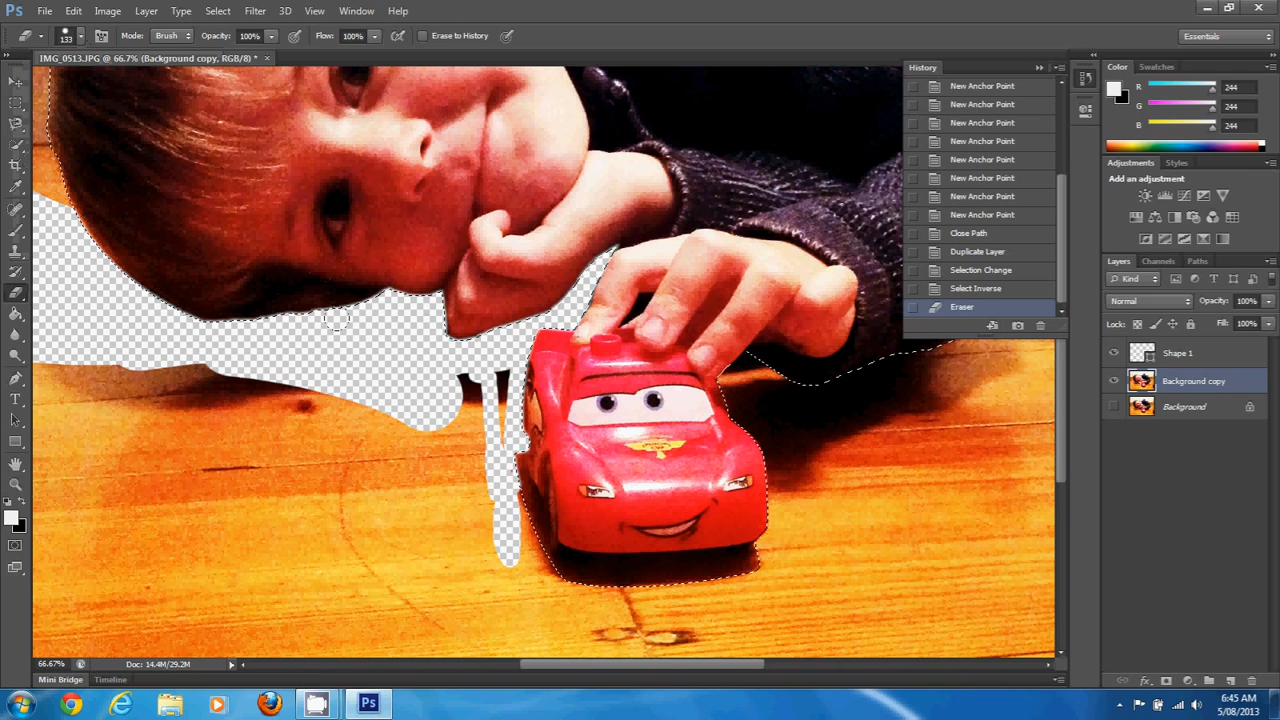 Ps File Edit Image Layer Type Select Filter 3D View Window Help
133 Mode: Brush Opacity: 100% Flow: 100% Erase to History Essentials
IMG_0513.JPG @ 66.7% (Background copy, RGB/8) * ×
History
New Anchor Point
New Anchor Point
New Anchor Point
New Anchor Point
New Anchor Point
New Anchor Point
New Anchor Point
New Anchor Point
Close Path
Duplicate Layer
Selection Change
Select Inverse
Eraser
Color Swatches
R 244
G 244
B 244
Adjustments Styles
Add an adjustment
Layers Channels Paths
Kind
Normal Opacity: 100%
Lock: Fill: 100%
Shape 1
Background copy
Background
66.67% Doc: 14.4M/29.2M
Mini Bridge Timeline
Ps
6:45 AM
5/08/2013